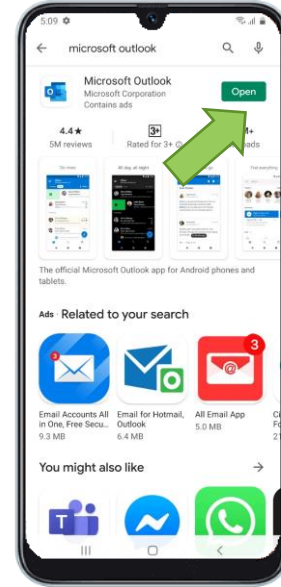 5:09
microsoft outlook
Microsoft Outlook
Microsoft Corporation
Contains ads
Open
4.4★
5M reviews
3+
Rated for 3+
The official Microsoft Outlook app for Android phones and
tablets.
Ads · Related to your search
3
3
Email Accounts All
in One, Free Secu...
9.3 MB
Email for Hotmail,
Outlook
6.4 MB
All Email App
5.0 MB
You might also like